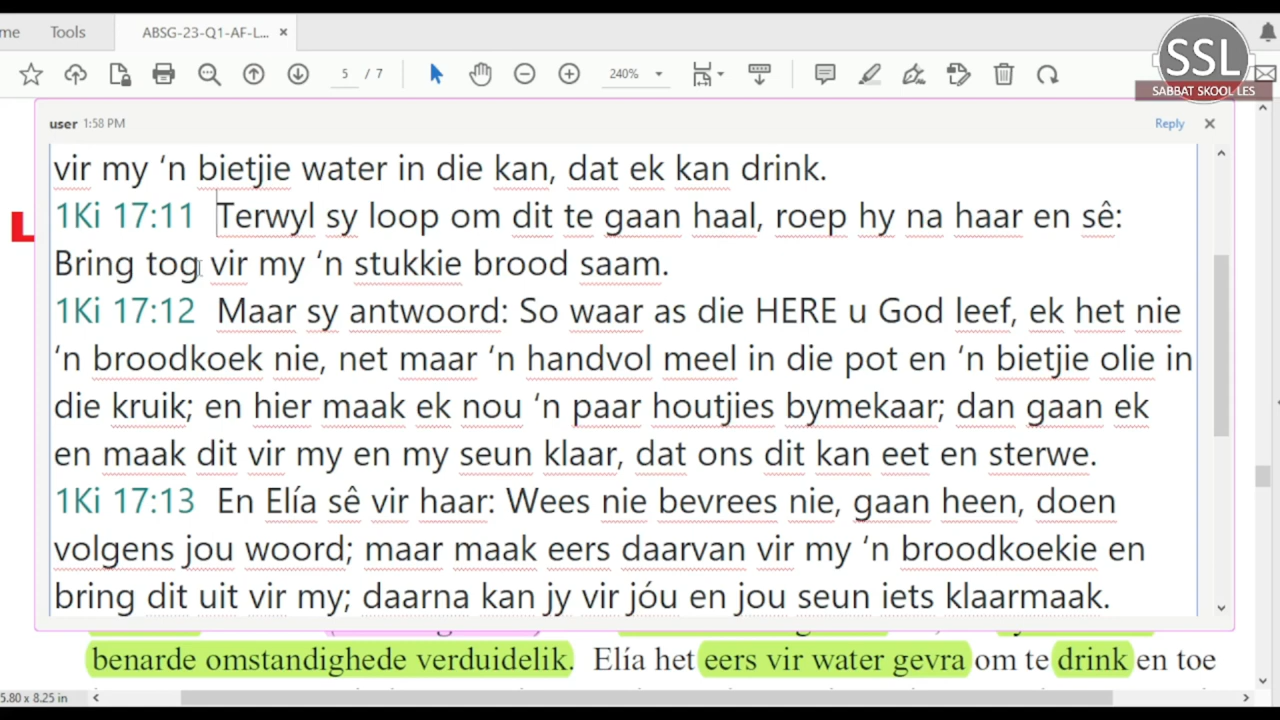 me Tools ABSG-23-Q1-AF-L... ×
SSL
SABBAT SKOOL LES
5 / 7 240%
user 1:58 PM Reply
vir my ‘n bietjie water in die kan, dat ek kan drink.
1Ki 17:11 Terwyl sy loop om dit te gaan haal, roep hy na haar en sê:
Bring tog vir my ‘n stukkie brood saam.
1Ki 17:12 Maar sy antwoord: So waar as die HERE u God leef, ek het nie
‘n broodkoek nie, net maar ‘n handvol meel in die pot en ‘n bietjie olie in
die kruik; en hier maak ek nou ‘n paar houtjies bymekaar; dan gaan ek
en maak dit vir my en my seun klaar, dat ons dit kan eet en sterwe.
1Ki 17:13 En Elía sê vir haar: Wees nie bevrees nie, gaan heen, doen
volgens jou woord; maar maak eers daarvan vir my ‘n broodkoekie en
bring dit uit vir my; daarna kan jy vir jóu en jou seun iets klaarmaak.
benarde omstandighede verduidelik. Elía het eers vir water gevra om te drink en toe
5.80 x 8.25 in